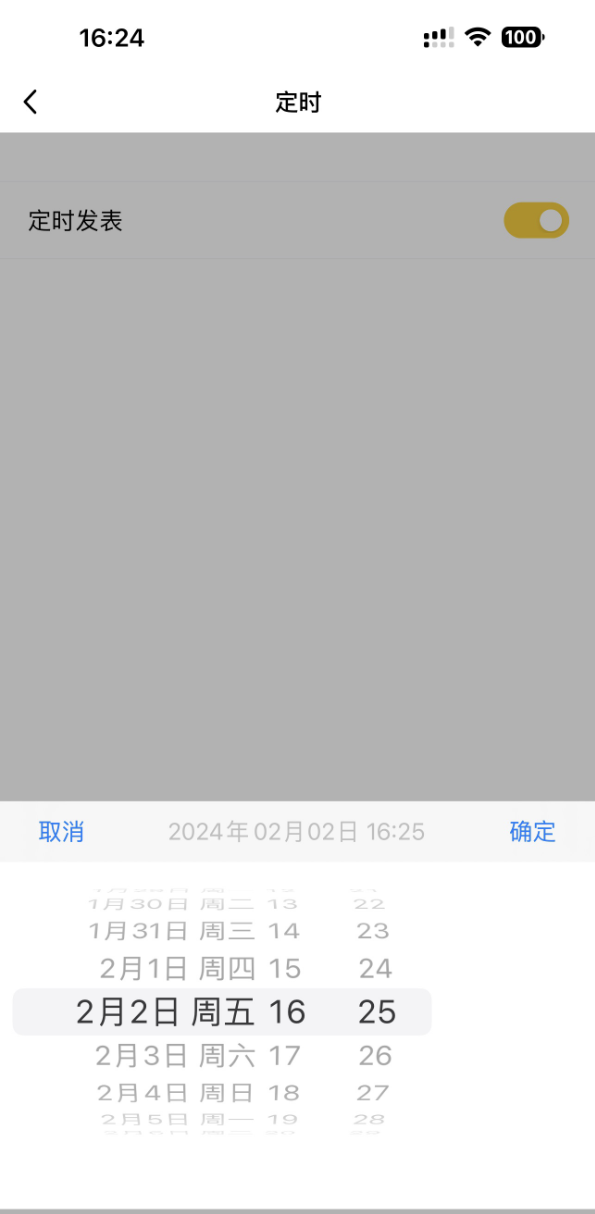 16:24
100
定时
定时发表
取消 2024年02月02日 16:25 确定
1月30日 周二 13 22
1月31日 周三 14 23
2月1日 周四 15 24
2月2日 周五 16 25
2月3日 周六 17 26
2月4日 周日 18 27
2月5日 周一 19 28